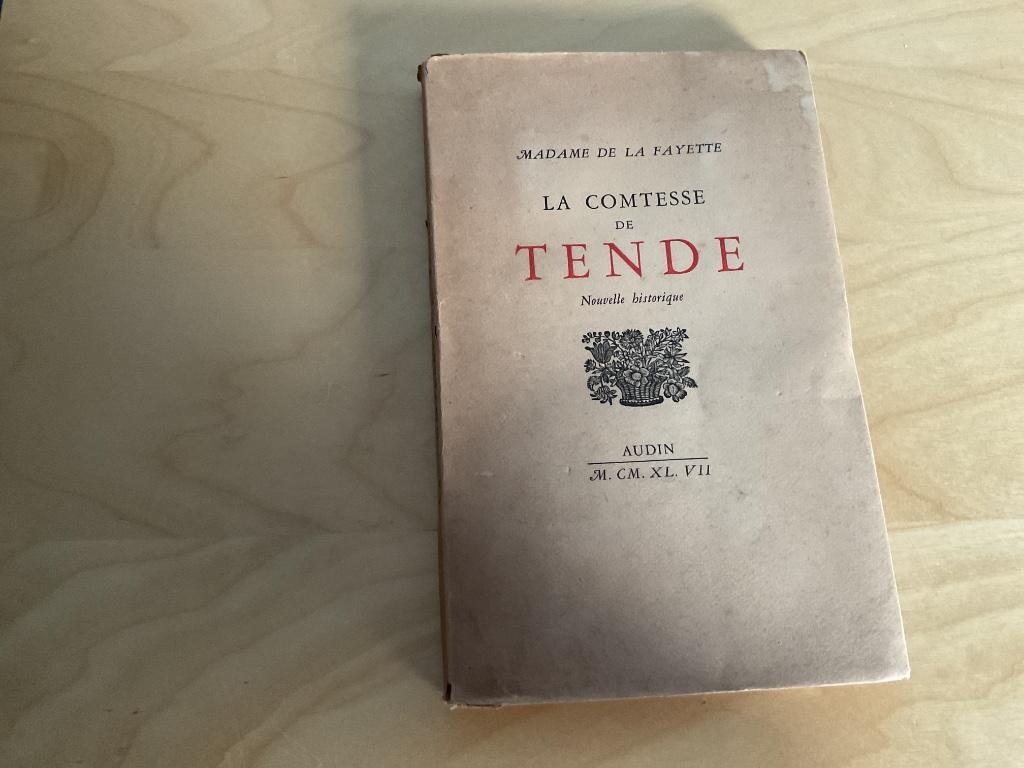 MADAME DE LA FAYETTE
LA COMTESSE
DE
TENDE
Nouvelle historique
AUDIN
M. CM. XL. VII